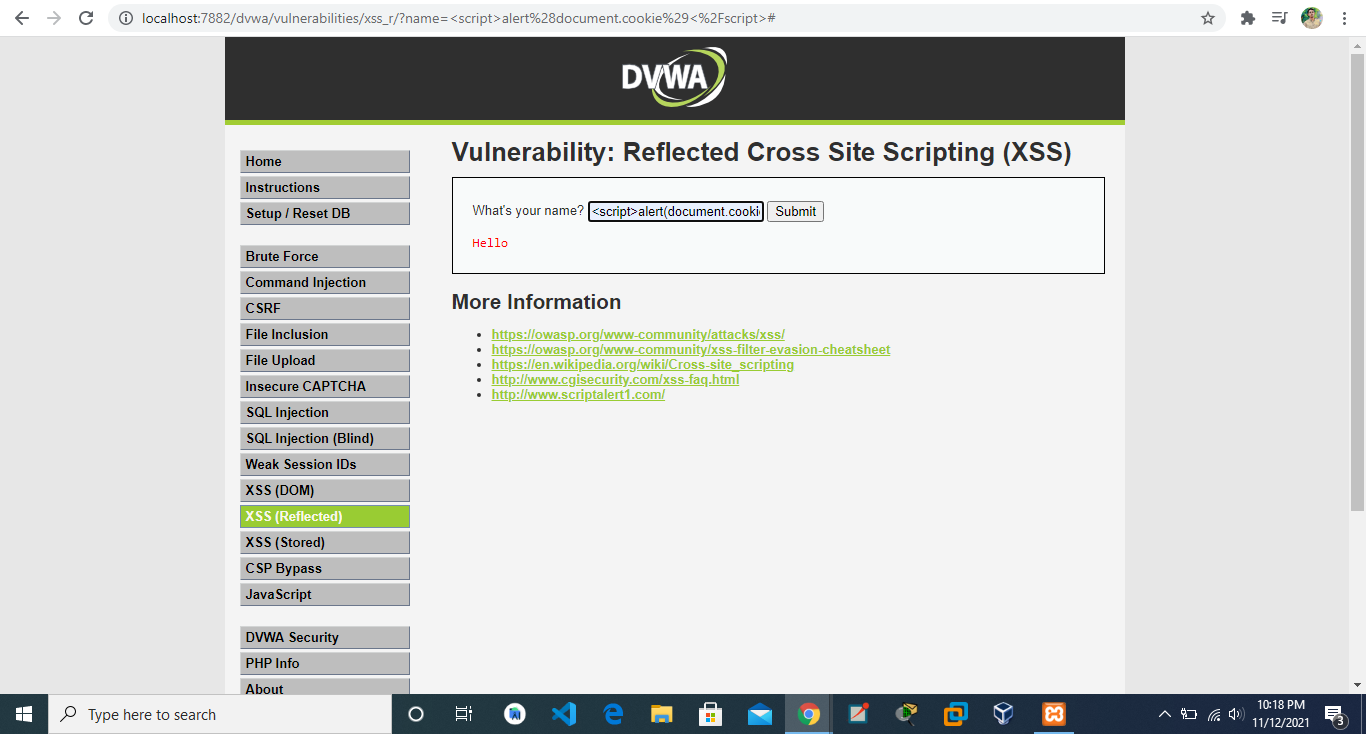 localhost:7882/dvwa/vulnerabilities/xss_r/?name=<script>alert%28document.cookie%29<%2Fscript>#
DVWA
Home
Instructions
Setup / Reset DB
Brute Force
Command Injection
CSRF
File Inclusion
File Upload
Insecure CAPTCHA
SQL Injection
SQL Injection (Blind)
Weak Session IDs
XSS (DOM)
XSS (Reflected)
XSS (Stored)
CSP Bypass
JavaScript
DVWA Security
PHP Info
About
Vulnerability: Reflected Cross Site Scripting (XSS)
What's your name? <script>alert(document.cookie Submit
Hello
More Information
https://owasp.org/www-community/attacks/xss/
https://owasp.org/www-community/xss-filter-evasion-cheatsheet
https://en.wikipedia.org/wiki/Cross-site_scripting
http://www.cgisecurity.com/xss-faq.html
http://www.scriptalert1.com/
Type here to search
10:18 PM
11/12/2021
3